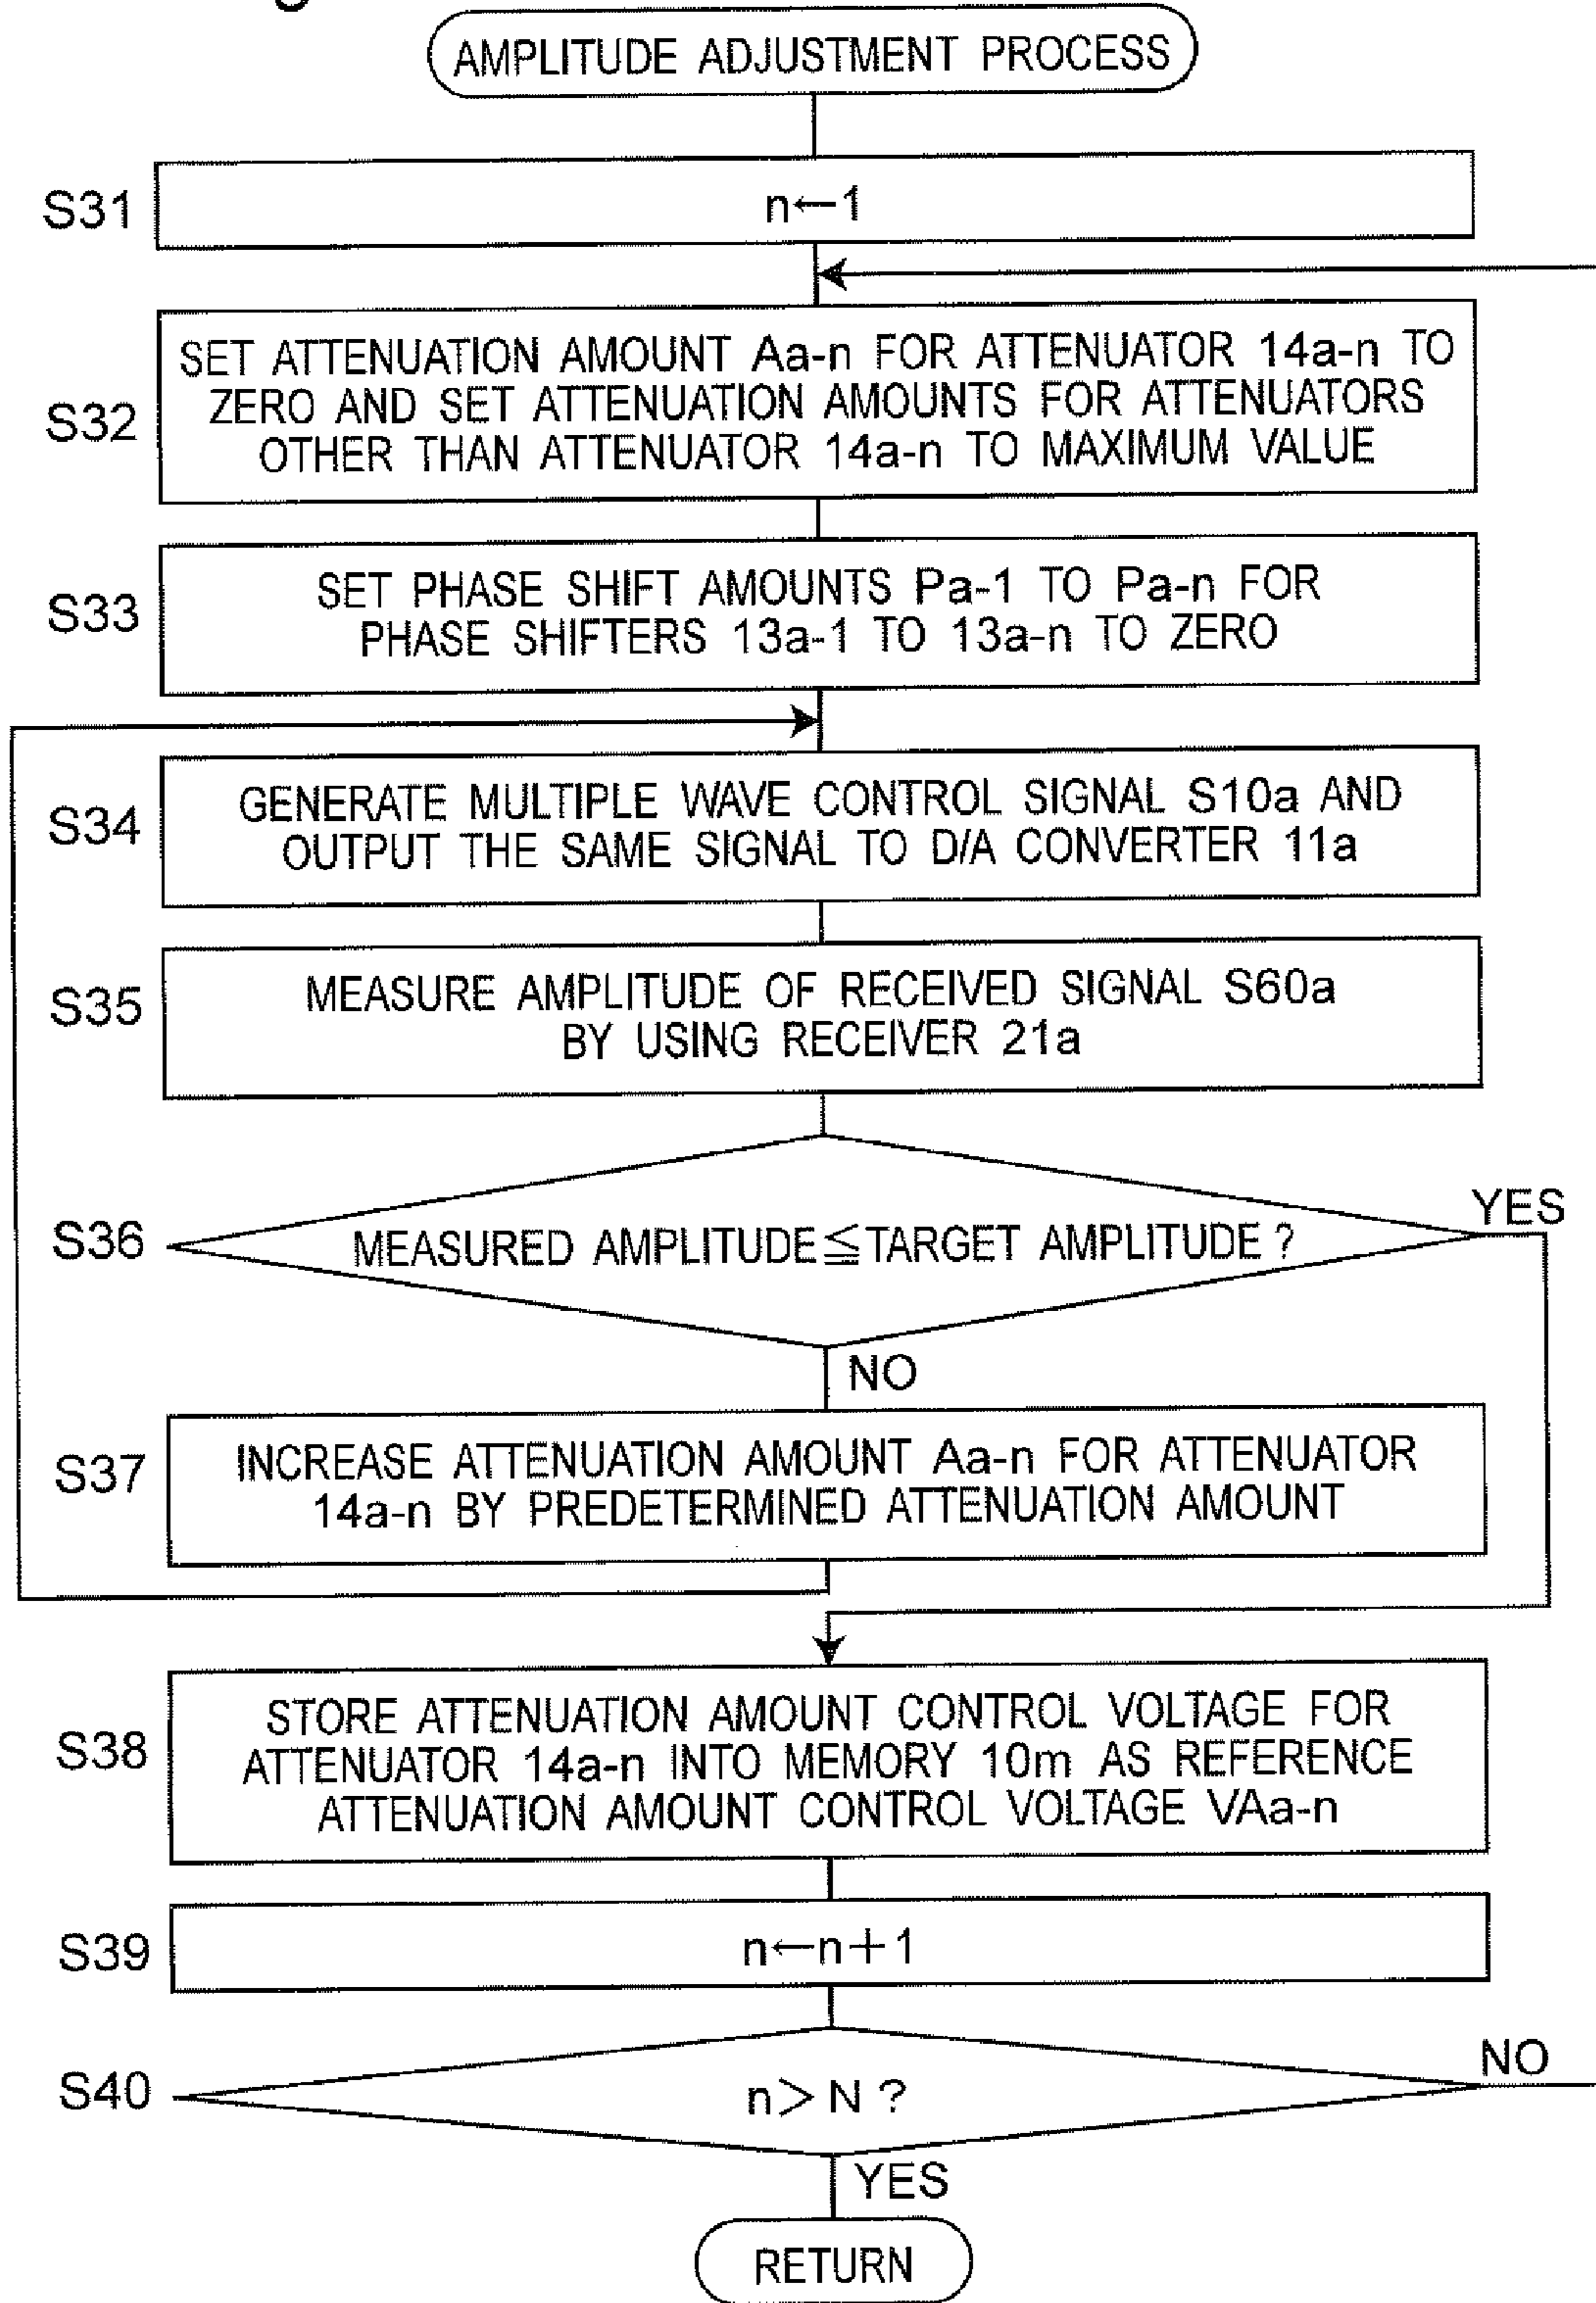 AMPLITUDE ADJUSTMENT PROCESS
S31
n←1
S32
SET ATTENUATION AMOUNT Aa-n FOR ATTENUATOR 14a-n TO
ZERO AND SET ATTENUATION AMOUNTS FOR ATTENUATORS
OTHER THAN ATTENUATOR 14a-n TO MAXIMUM VALUE
S33
SET PHASE SHIFT AMOUNTS Pa-1 TO Pa-n FOR
PHASE SHIFTERS 13a-1 TO 13a-n TO ZERO
S34
GENERATE MULTIPLE WAVE CONTROL SIGNAL S10a AND
OUTPUT THE SAME SIGNAL TO D/A CONVERTER 11a
S35
MEASURE AMPLITUDE OF RECEIVED SIGNAL S60a
BY USING RECEIVER 21a
S36
MEASURED AMPLITUDE≦TARGET AMPLITUDE?
YES
NO
S37
INCREASE ATTENUATION AMOUNT Aa-n FOR ATTENUATOR
14a-n BY PREDETERMINED ATTENUATION AMOUNT
S38
STORE ATTENUATION AMOUNT CONTROL VOLTAGE FOR
ATTENUATOR 14a-n INTO MEMORY 10m AS REFERENCE
ATTENUATION AMOUNT CONTROL VOLTAGE VAa-n
S39
n←n+1
S40
n>N?
NO
YES
RETURN